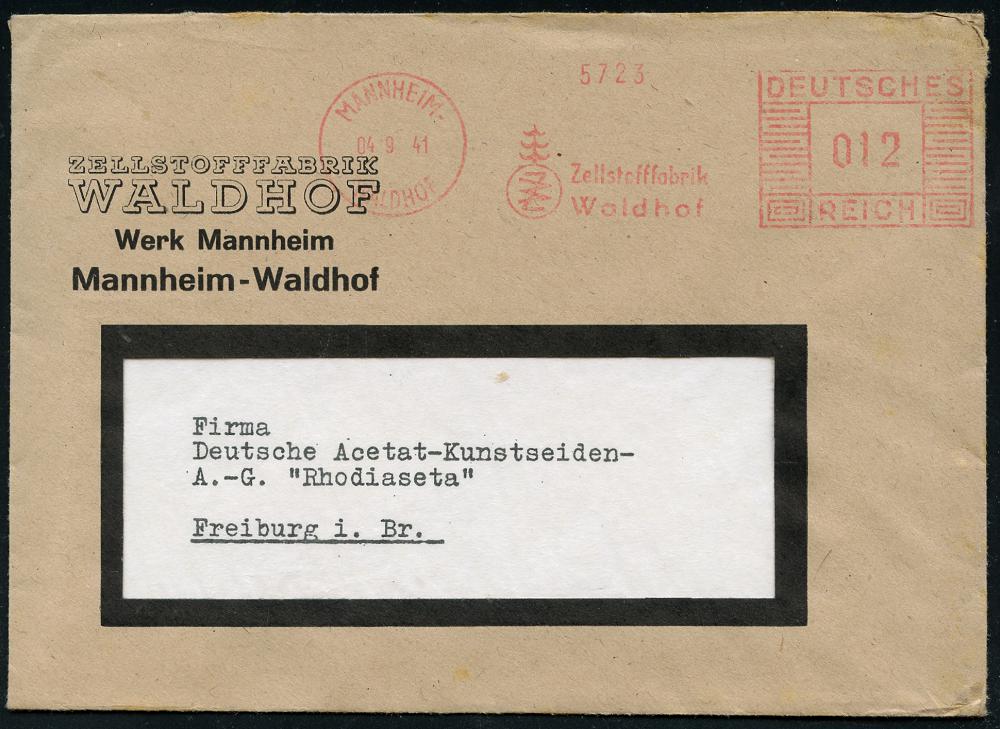 5723
DEUTSCHES
012
REICH
MANNHEIM-
04 9 41
WALDHOF
Zellstofffabrik
Waldhof
ZELLSTOFFFABRIK
WALDHOF
Werk Mannheim
Mannheim-Waldhof
Firma
Deutsche Acetat-Kunstseiden-
A.-G. "Rhodiaseta"
Freiburg i. Br.